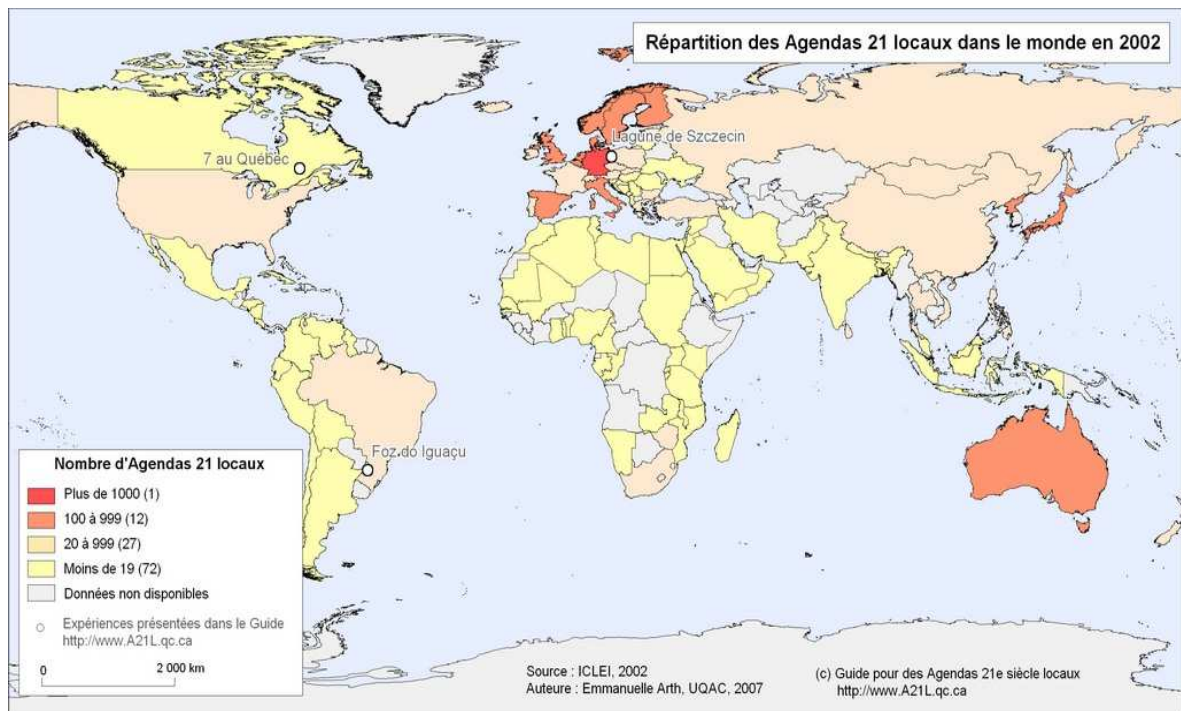 Répartition des Agendas 21 locaux dans le monde en 2002
Lagune de Szczecin
7 au Québec
Foz do Iguaçu
Nombre d'Agendas 21 locaux
Plus de 1000 (1)
100 à 999 (12)
20 à 999 (27)
Moins de 19 (72)
Données non disponibles
Expériences présentées dans le Guide
http://www.A21L.qc.ca
0 2 000 km
Source : ICLEI, 2002
Auteure : Emmanuelle Arth, UQAC, 2007
(c) Guide pour des Agendas 21e siècle locaux
http://www.A21L.qc.ca